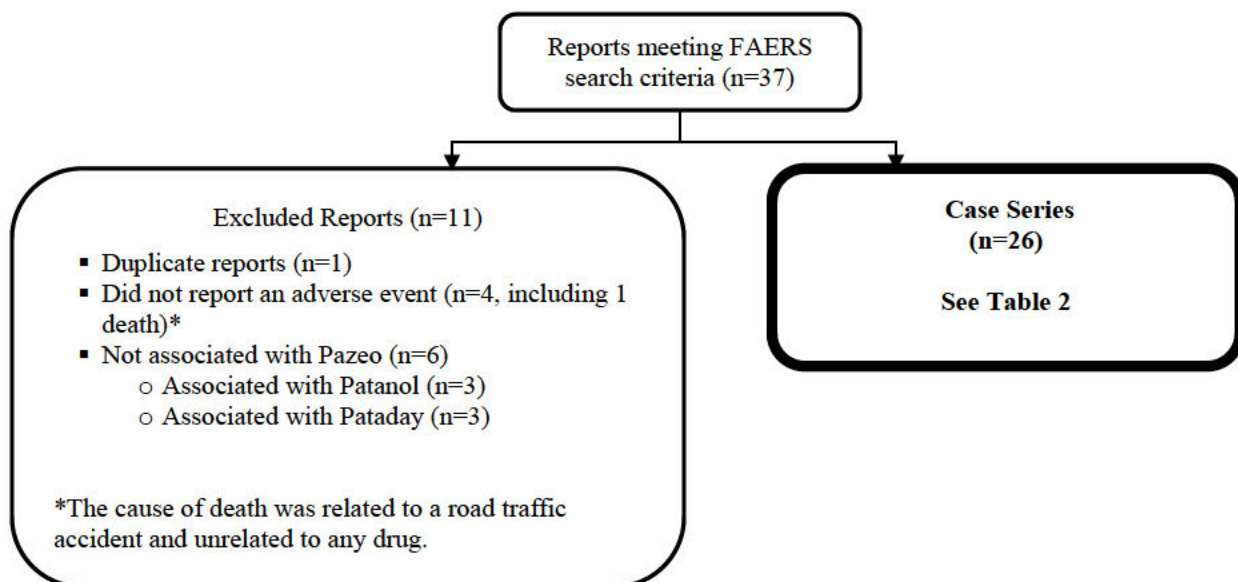 Reports meeting FAERS
search criteria (n=37)
Excluded Reports (n=11)
▪ Duplicate reports (n=1)
▪ Did not report an adverse event (n=4, including 1
death)*
▪ Not associated with Pazeo (n=6)
o Associated with Patanol (n=3)
o Associated with Pataday (n=3)
*The cause of death was related to a road traffic
accident and unrelated to any drug.
Case Series
(n=26)
See Table 2